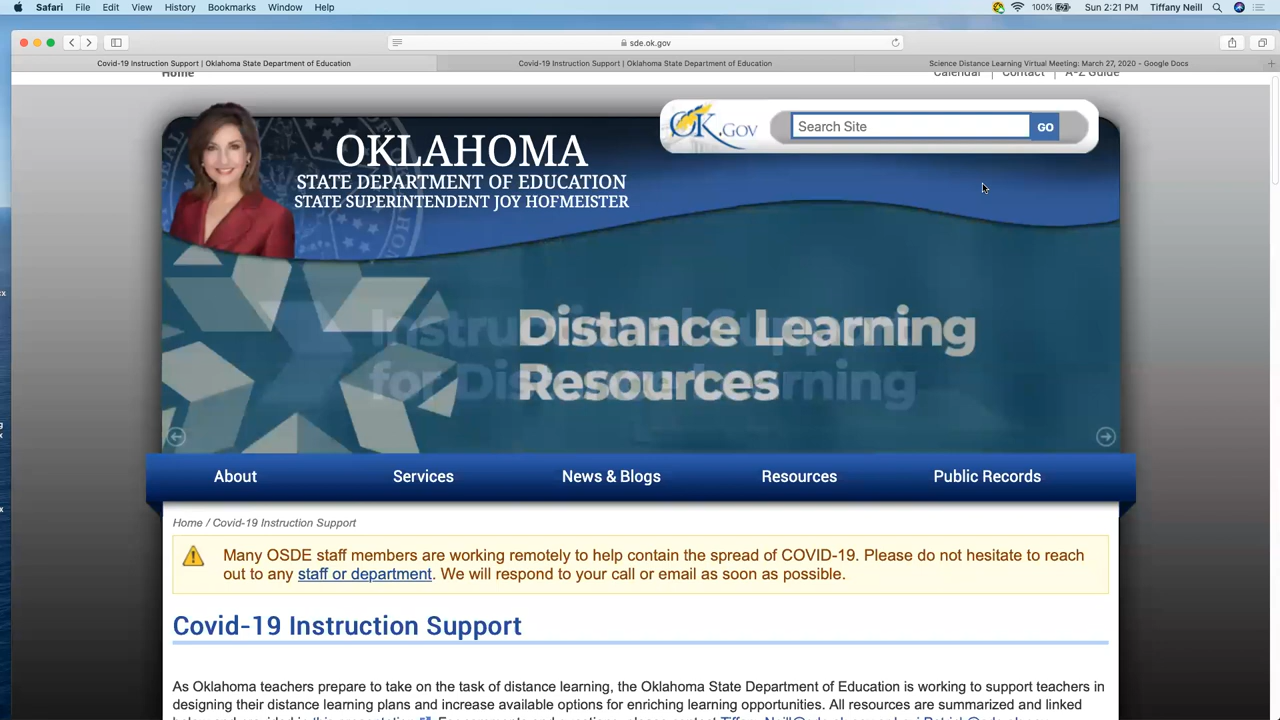 Safari File Edit View History Bookmarks Window Help 100% Sun 2:21 PM Tiffany Neill
sde.ok.gov
Covid-19 Instruction Support | Oklahoma State Department of Education
Covid-19 Instruction Support | Oklahoma State Department of Education
Science Distance Learning Virtual Meeting: March 27, 2020 - Google Docs
Home
Calendar | Contact | A-Z Guide
OK.GOV
Search Site
GO
OKLAHOMA
STATE DEPARTMENT OF EDUCATION
STATE SUPERINTENDENT JOY HOFMEISTER
Distance Learning
Resources
About Services News & Blogs Resources Public Records
Home / Covid-19 Instruction Support
Many OSDE staff members are working remotely to help contain the spread of COVID-19. Please do not hesitate to reach
out to any staff or department. We will respond to your call or email as soon as possible.
Covid-19 Instruction Support
As Oklahoma teachers prepare to take on the task of distance learning, the Oklahoma State Department of Education is working to support teachers in
designing their distance learning plans and increase available options for enriching learning opportunities. All resources are summarized and linked